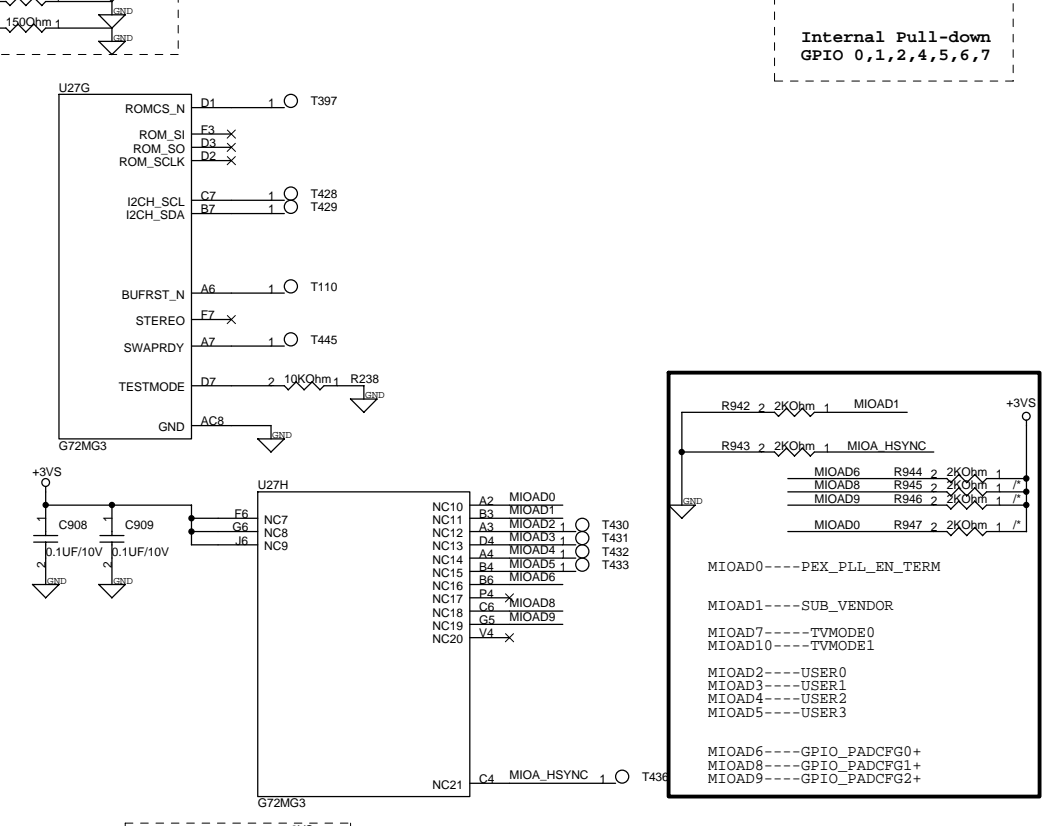 150Ohm 1
GND
GND
Internal Pull-down
GPIO 0,1,2,4,5,6,7
U27G
ROMCS_N D1 1 T397
ROM_SI F3
ROM_SO D3
ROM_SCLK D2
I2CH_SCL C7 1 T428
I2CH_SDA B7 1 T429
BUFRST_N A6 1 T110
STEREO F7
SWAPRDY A7 1 T445
TESTMODE D7 2 10KOhm 1 R238
GND
GND AC8
GND
G72MG3
+3VS
C908
1
2
0.1UF/10V
GND
C909
1
2
0.1UF/10V
GND
U27H
F6 NC7
G6 NC8
J6 NC9
NC10 A2 MIOAD0
NC11 B3 MIOAD1
NC12 A3 MIOAD2 1 T430
NC13 D4 MIOAD3 1 T431
NC14 A4 MIOAD4 1 T432
NC15 B4 MIOAD5 1 T433
NC16 B6 MIOAD6
NC17 P4
NC18 C6 MIOAD8
NC19 G5 MIOAD9
NC20 V4
NC21 C4 MIOA_HSYNC 1 T436
G72MG3
R942 2 2KOhm 1 MIOAD1
+3VS
R943 2 2KOhm 1 MIOA_HSYNC
MIOAD6 R944 2 2KOhm 1
MIOAD8 R945 2 2KOhm 1 /*
MIOAD9 R946 2 2KOhm 1 /*
GND
MIOAD0 R947 2 2KOhm 1 /*
MIOAD0----PEX_PLL_EN_TERM
MIOAD1----SUB_VENDOR
MIOAD7-----TVMODE0
MIOAD10----TVMODE1
MIOAD2----USER0
MIOAD3----USER1
MIOAD4----USER2
MIOAD5----USER3
MIOAD6----GPIO_PADCFG0+
MIOAD8----GPIO_PADCFG1+
MIOAD9----GPIO_PADCFG2+